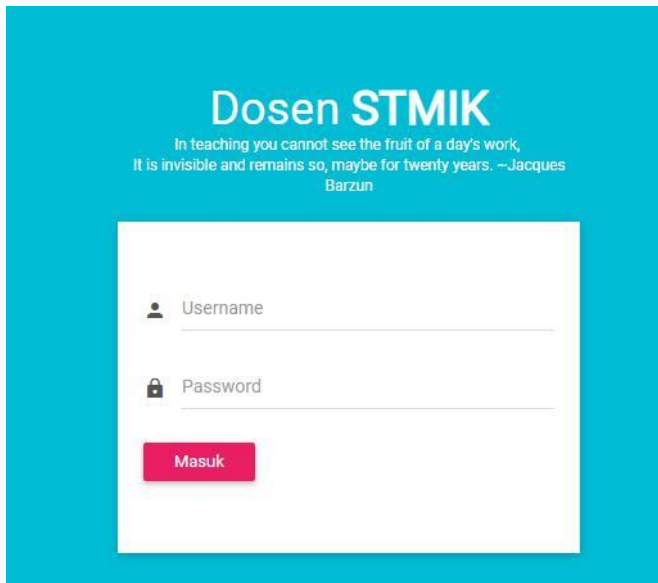 Dosen STMIK
In teaching you cannot see the fruit of a day's work,
It is invisible and remains so, maybe for twenty years. ~Jacques
Barzun
Username
Password
Masuk